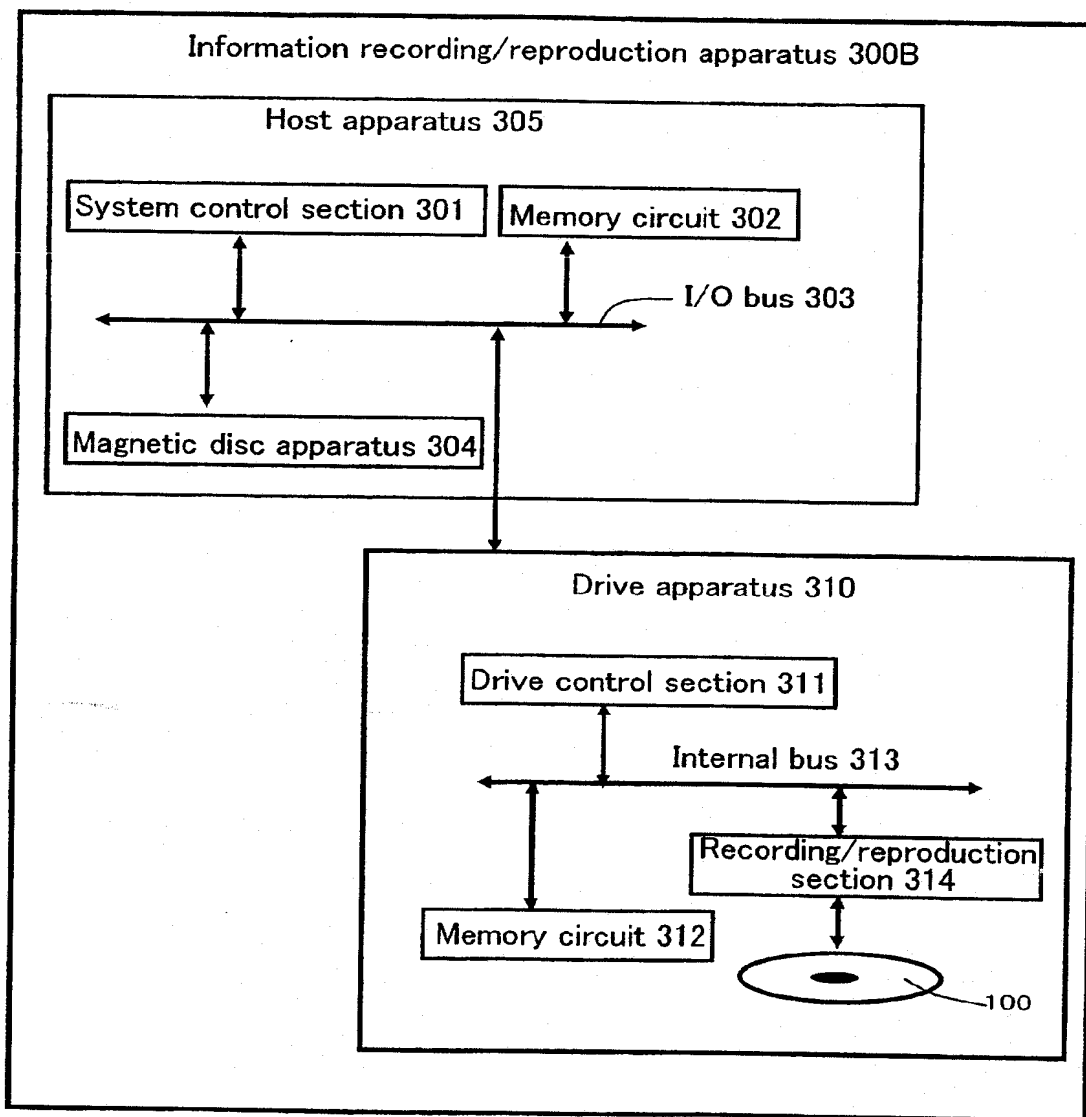 Information recording/reproduction apparatus 300B
Host apparatus 305
System control section 301
Memory circuit 302
I/O bus 303
Magnetic disc apparatus 304
Drive apparatus 310
Drive control section 311
Internal bus 313
Recording/reproduction
section 314
Memory circuit 312
100